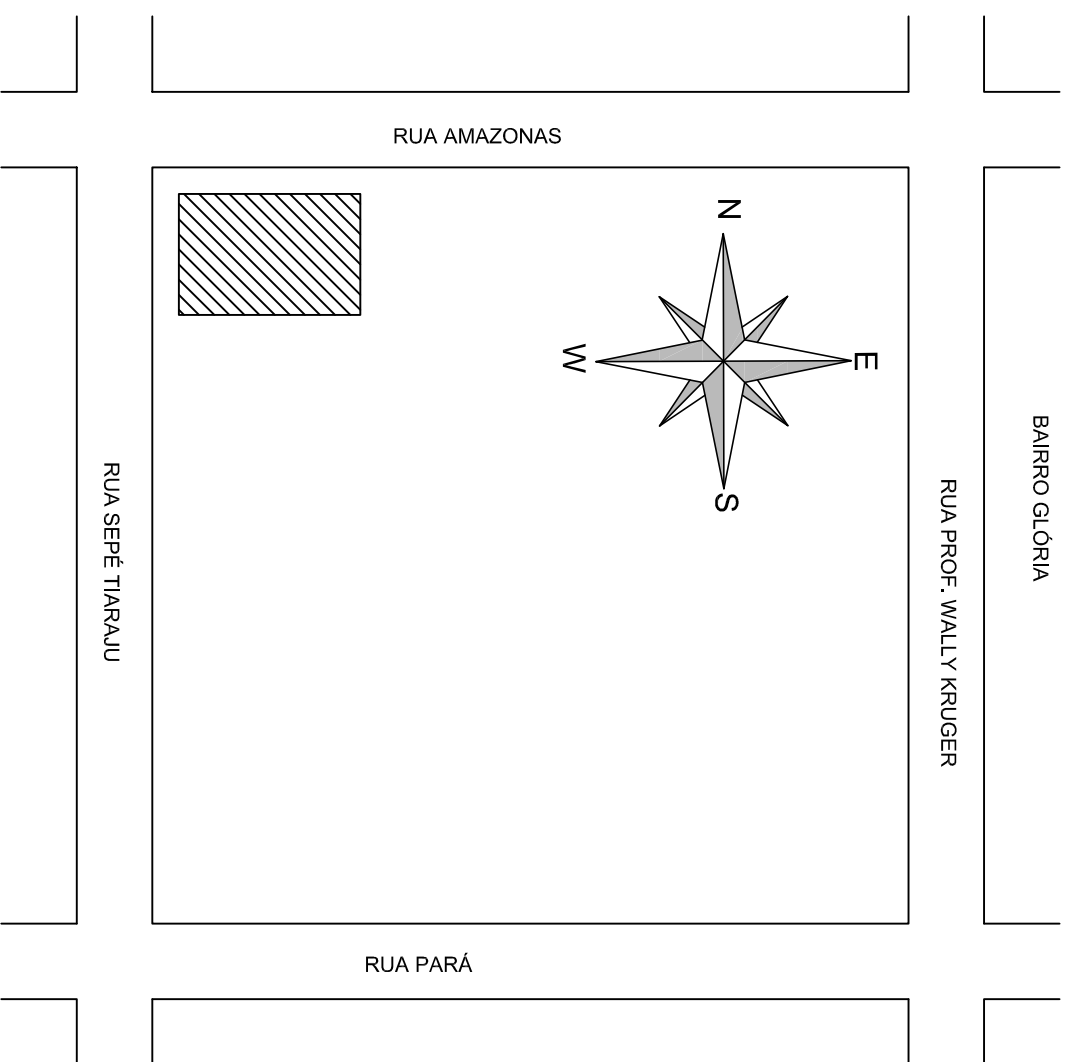 RUA AMAZONAS
N
W
E
S
BAIRRO GLÓRIA
RUA SEPÉ TIARAJU
RUA PROF. WALLY KRUGER
RUA PARÁ